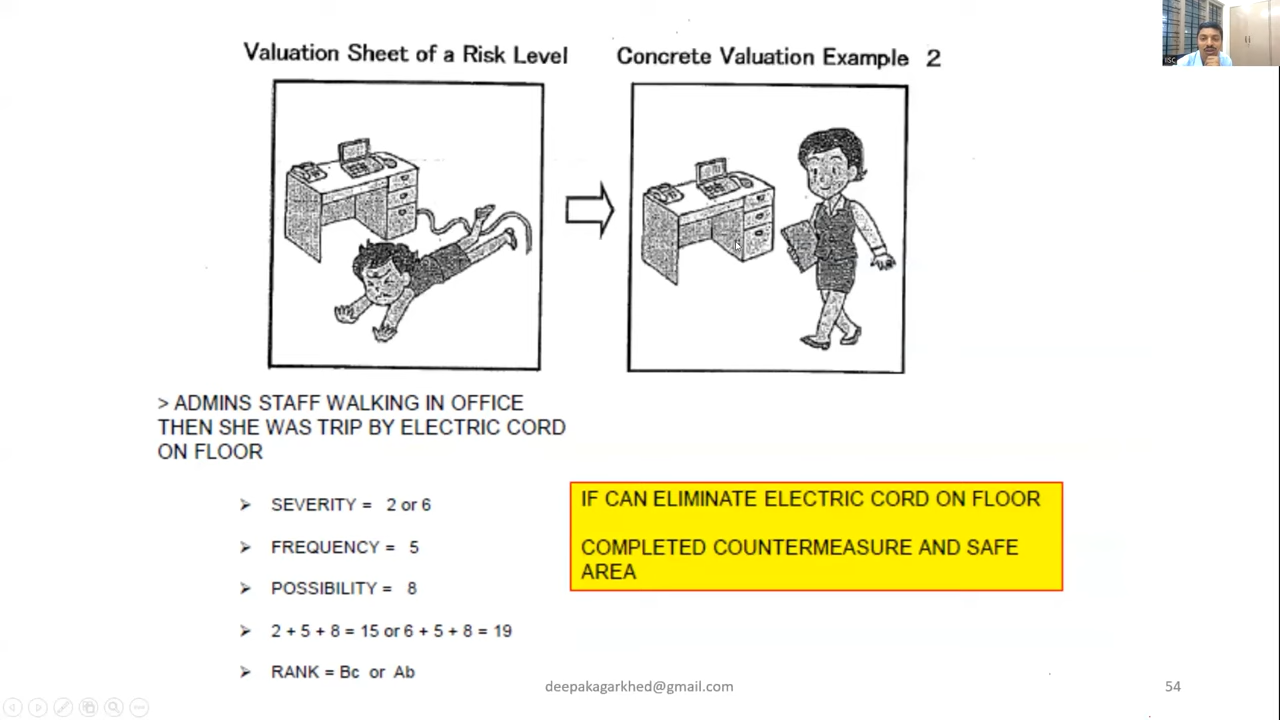 Valuation Sheet of a Risk Level
Concrete Valuation Example 2
> ADMINS STAFF WALKING IN OFFICE
THEN SHE WAS TRIP BY ELECTRIC CORD
ON FLOOR
➢ SEVERITY = 2 or 6
➢ FREQUENCY = 5
➢ POSSIBILITY = 8
➢ 2 + 5 + 8 = 15 or 6 + 5 + 8 = 19
➢ RANK = Bc or Ab
IF CAN ELIMINATE ELECTRIC CORD ON FLOOR
COMPLETED COUNTERMEASURE AND SAFE
AREA
deepakagarkhed@gmail.com
54